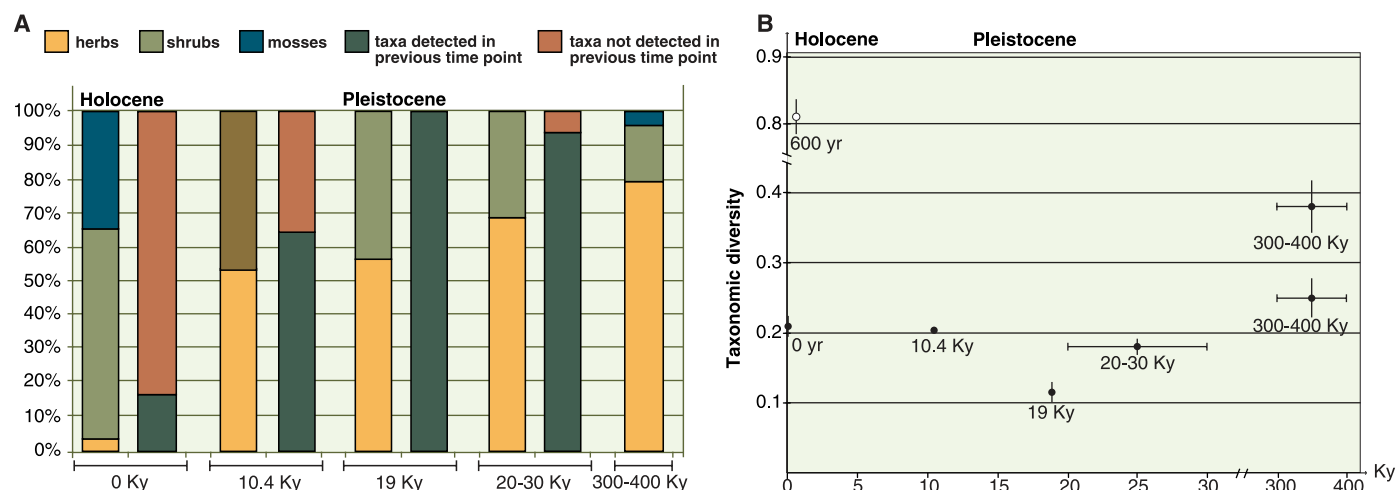 A
herbs
shrubs
mosses
taxa detected in
previous time point
taxa not detected in
previous time point
Holocene
Pleistocene
100%
90%
80%
70%
60%
50%
40%
30%
20%
10%
0%
0 Ky
10.4 Ky
19 Ky
20-30 Ky
300-400 Ky
B
Holocene
Pleistocene
Taxonomic diversity
0.9
0.8
0.4
0.3
0.2
0.1
600 yr
300-400 Ky
300-400 Ky
0 yr
10.4 Ky
20-30 Ky
19 Ky
0
5
10
15
20
25
30
300
400
Ky